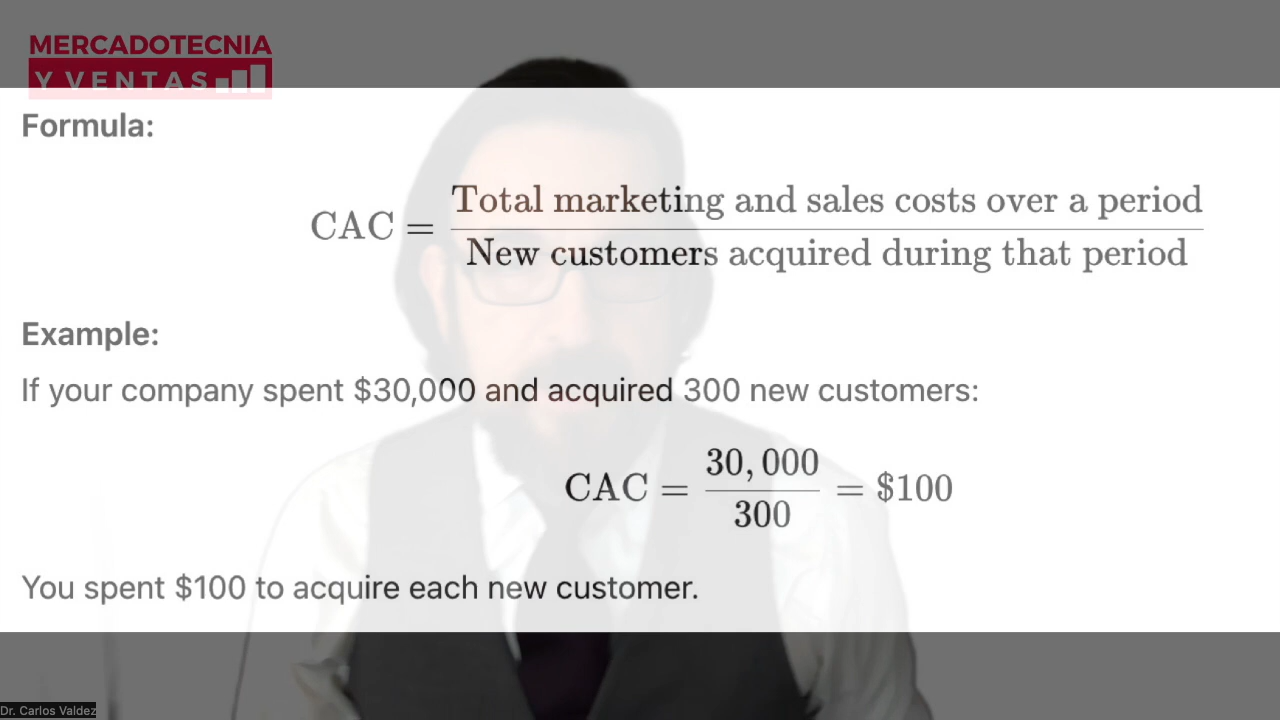 MERCADOTECNIA
Y VENTAS
Formula:
CAC = Total marketing and sales costs over a period
New customers acquired during that period
Example:
If your company spent $30,000 and acquired 300 new customers:
CAC = 30,000 / 300 = $100
You spent $100 to acquire each new customer.
Dr. Carlos Valdez